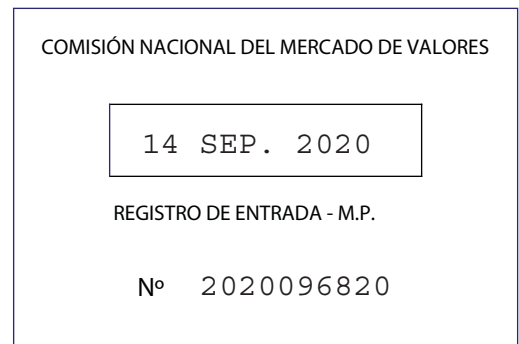 COMISIÓN NACIONAL DEL MERCADO DE VALORES
14 SEP. 2020
REGISTRO DE ENTRADA - M.P.
Nº 2020096820